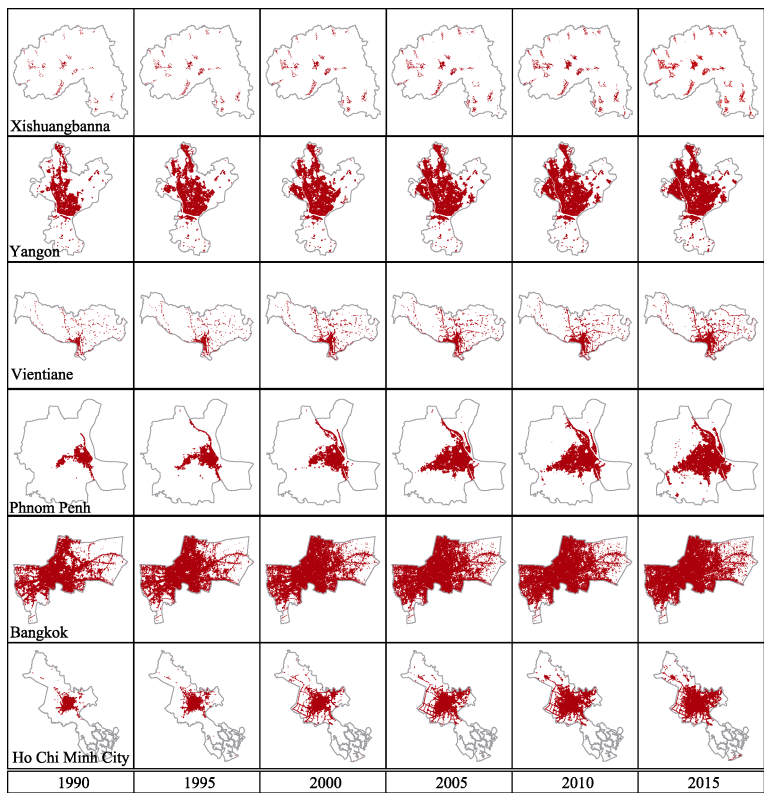 Xishuangbanna
Yangon
Vientiane
Phnom Penh
Bangkok
Ho Chi Minh City
1990 1995 2000 2005 2010 2015